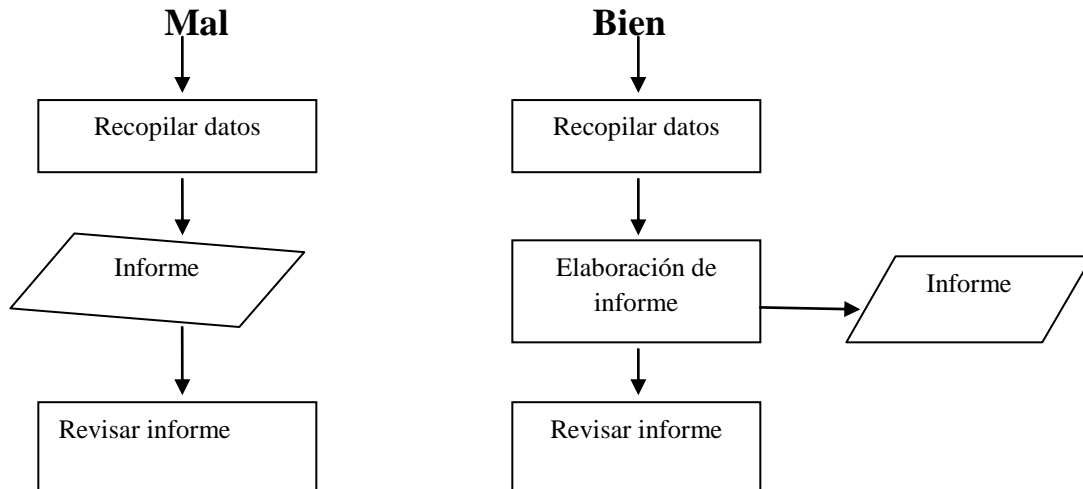 Mal
Recopilar datos
Informe
Revisar informe
Bien
Recopilar datos
Elaboración de
informe
Informe
Revisar informe